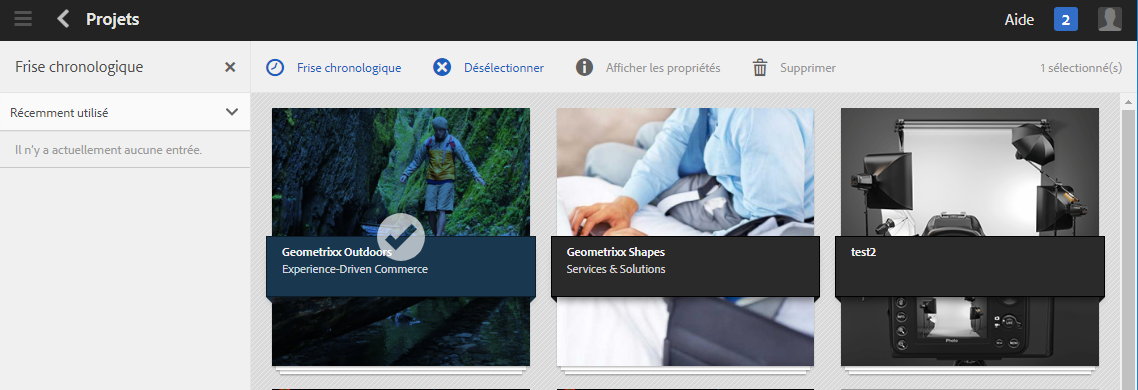 Projets
Aide
2
Frise chronologique
Frise chronologique
Désélectionner
Afficher les propriétés
Supprimer
1 sélectionné(s)
Récemment utilisé
Il n'y a actuellement aucune entrée.
Geometrixx Outdoors
Experience-Driven Commerce
Geometrixx Shapes
Services & Solutions
test2
Photo